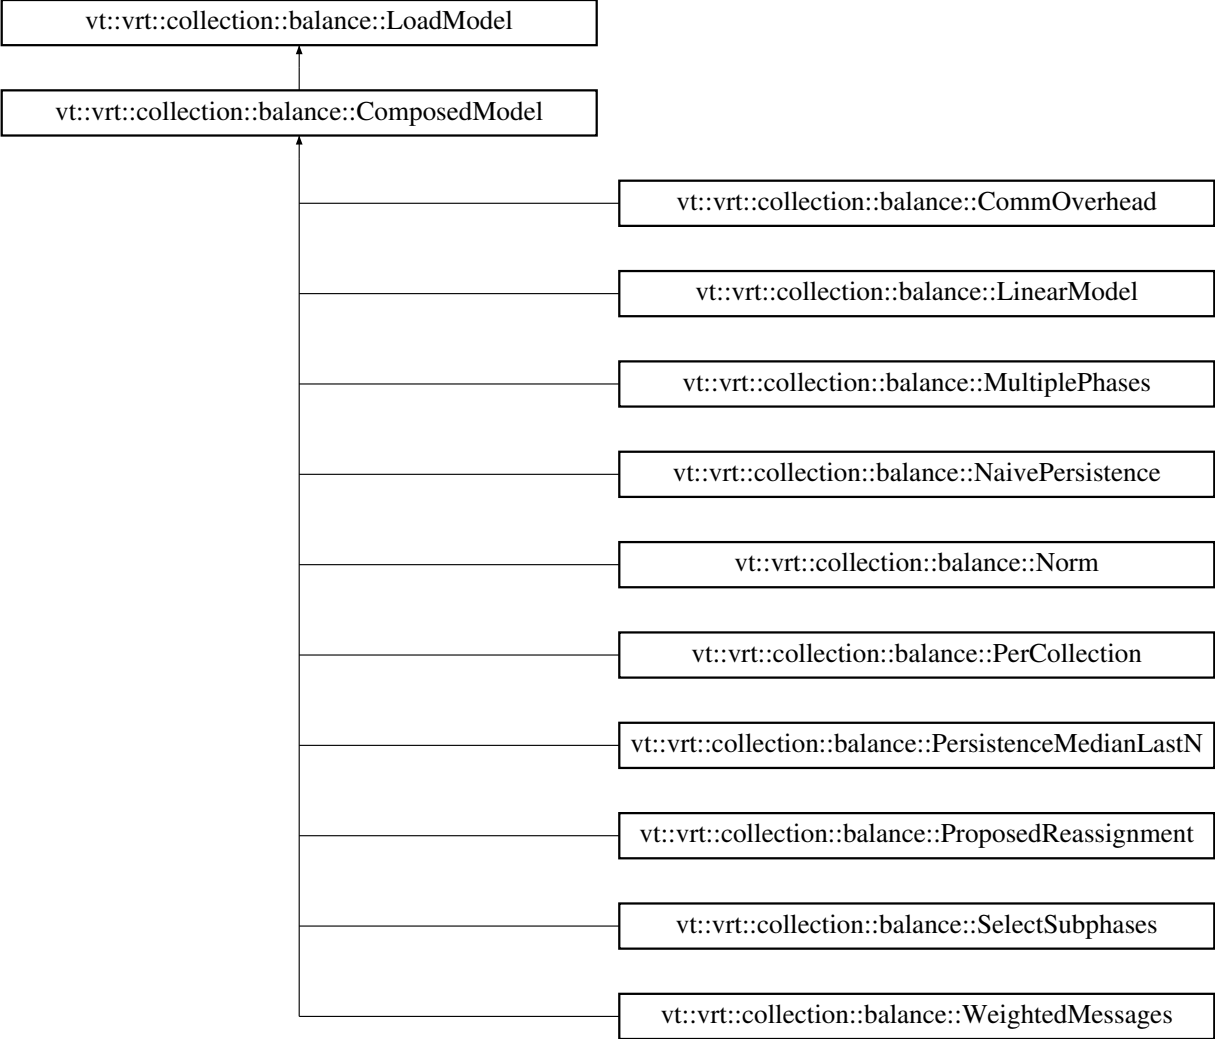 vt::vrt::collection::balance::LoadModel
vt::vrt::collection::balance::ComposedModel
vt::vrt::collection::balance::CommOverhead
vt::vrt::collection::balance::LinearModel
vt::vrt::collection::balance::MultiplePhases
vt::vrt::collection::balance::NaivePersistence
vt::vrt::collection::balance::Norm
vt::vrt::collection::balance::PerCollection
vt::vrt::collection::balance::PersistenceMedianLastN
vt::vrt::collection::balance::ProposedReassignment
vt::vrt::collection::balance::SelectSubphases
vt::vrt::collection::balance::WeightedMessages